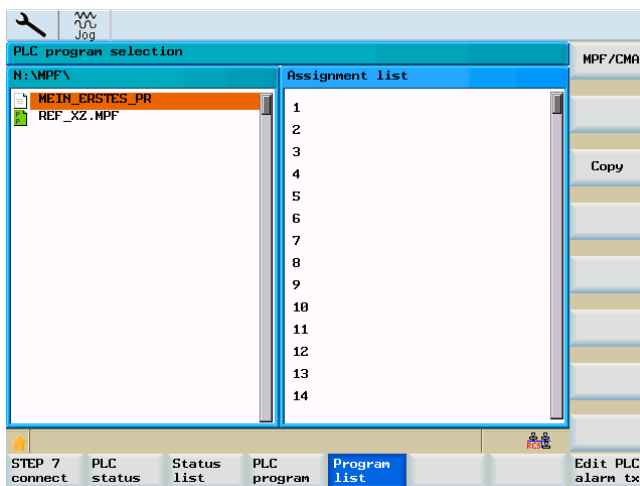 Jog
PLC program selection
MPF/CMA
N:\MPF\
Assignment list
MEIN_ERSTES_PR
REF_XZ.MPF
1
2
3
Copy
4
5
6
7
8
9
10
11
12
13
14
RCS
STEP 7
connect
PLC
status
Status
list
PLC
program
Program
list
Edit PLC
alarm tx